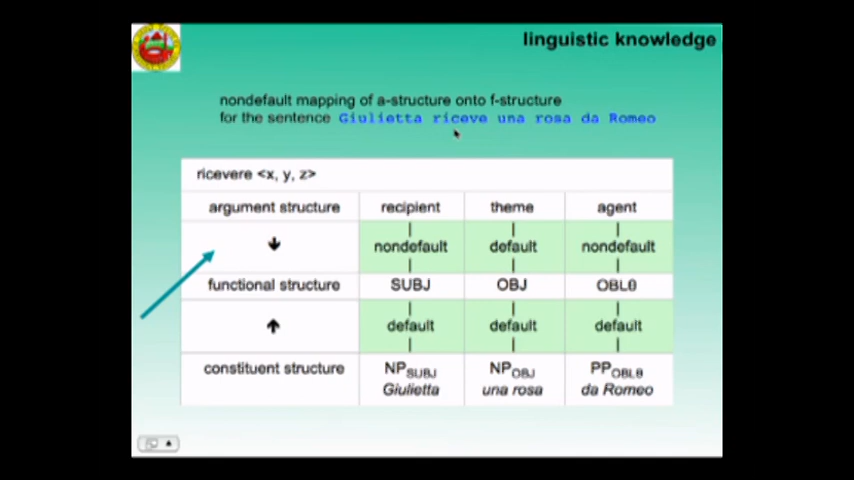 linguistic knowledge
nondefault mapping of a-structure onto f-structure
for the sentence Giulietta riceve una rosa da Romeo
ricevere <x, y, z>
argument structure recipient theme agent
nondefault default nondefault
functional structure SUBJ OBJ OBLθ
default default default
constituent structure NPSUBJ NPOBJ PPOBLθ
Giulietta una rosa da Romeo